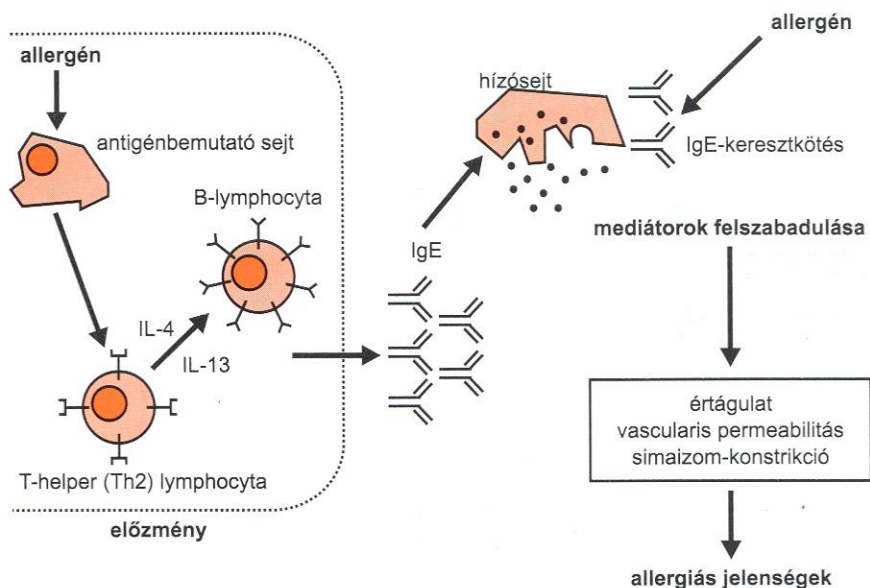 allergén
antigénbemutató sejt
B-lymphocyta
IL-4
IL-13
T-helper (Th2) lymphocyta
előzmény
IgE
hízósejt
allergén
IgE-keresztkötés
mediátorok felszabadulása
értágulat
vascularis permeabilitás
simaizom-konstrikció
allergiás jelenségek